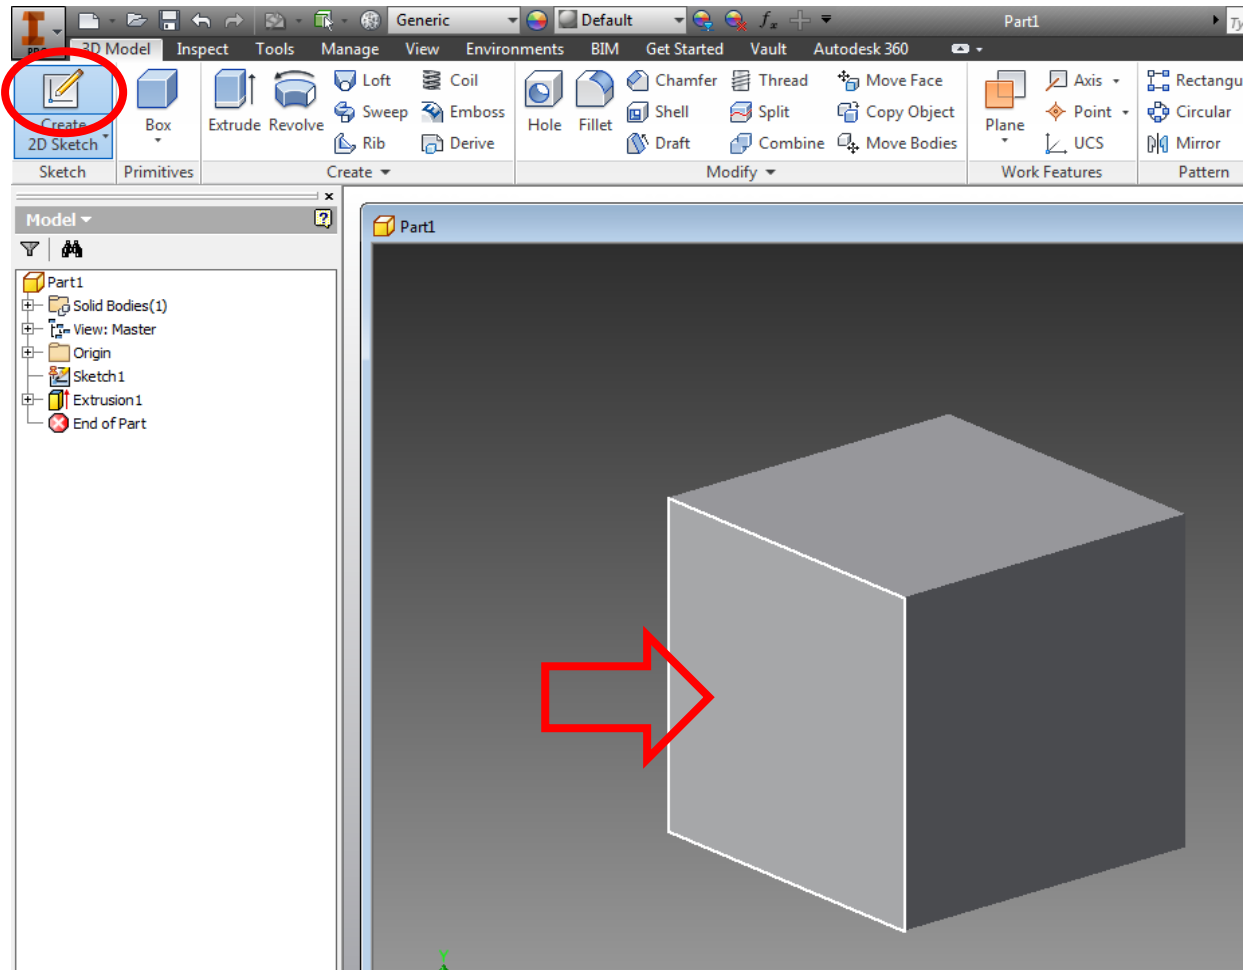 Generic Default fx Part1
PRO 3D Model Inspect Tools Manage View Environments BIM Get Started Vault Autodesk 360
Loft Coil Chamfer Thread Move Face Axis
Create 2D Sketch Box Extrude Revolve Sweep Emboss Hole Fillet Shell Split Copy Object Plane Point Circular
Rib Derive Draft Combine Move Bodies UCS Mirror
Sketch Primitives Create Modify Work Features Pattern
Model
Part1
Part1
Solid Bodies(1)
View: Master
Origin
Sketch1
Extrusion1
End of Part
Y